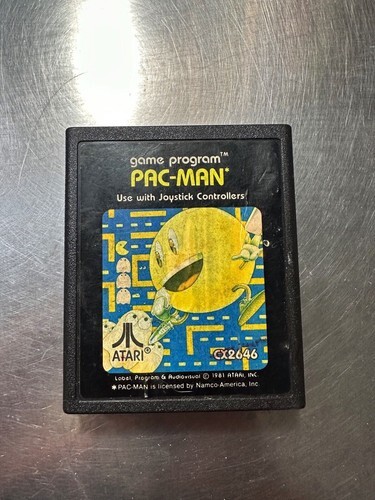 game program™
PAC-MAN*
Use with Joystick Controllers
ATARI®
CX2646
Label, Program & Audiovisual © 1981 ATARI, INC.
* PAC-MAN is licensed by Namco-America, Inc.